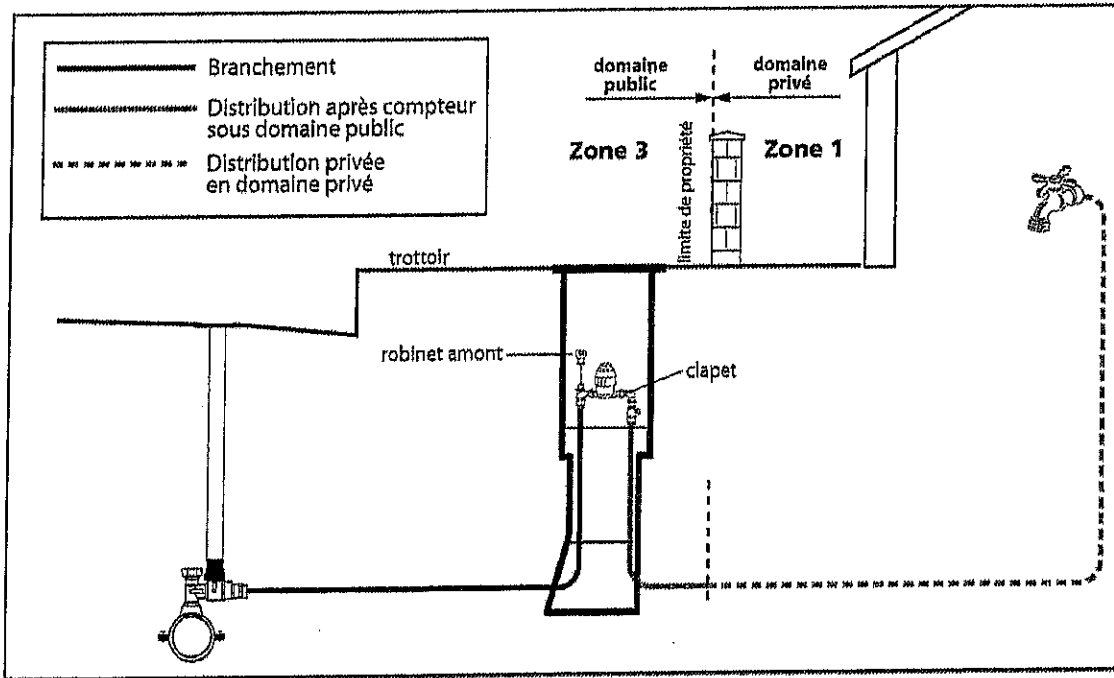 Branchement
Distribution après compteur
sous domaine public
Distribution privée
en domaine privé
domaine
public
domaine
privé
Zone 3
limite de propriété
Zone 1
trottoir
robinet amont
clapet